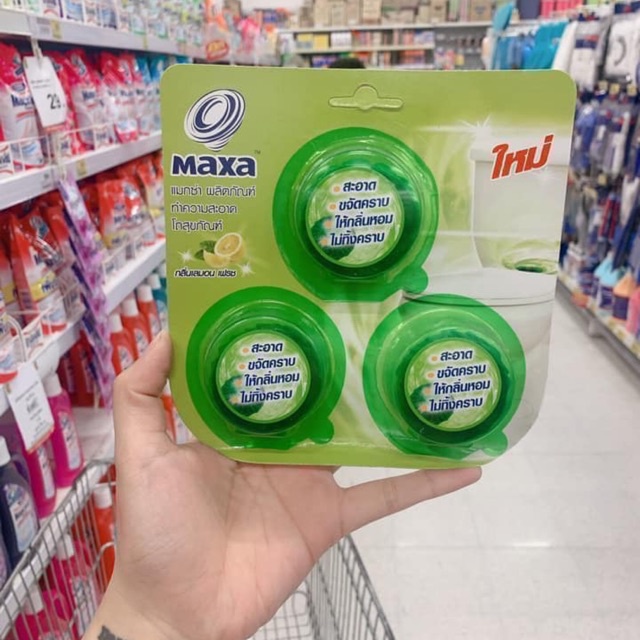 maxa
TM
แมกซ่า ผลิตภัณฑ์
ทำความสะอาด
โถสุขภัณฑ์
กลิ่นเลมอน เฟรช
ใหม่
สะอาด
ขจัดคราบ
ให้กลิ่นหอม
ไม่ทิ้งคราบ
สะอาด
ขจัดคราบ
ให้กลิ่นหอม
ไม่ทิ้งคราบ
สะอาด
ขจัดคราบ
ให้กลิ่นหอม
ไม่ทิ้งคราบ